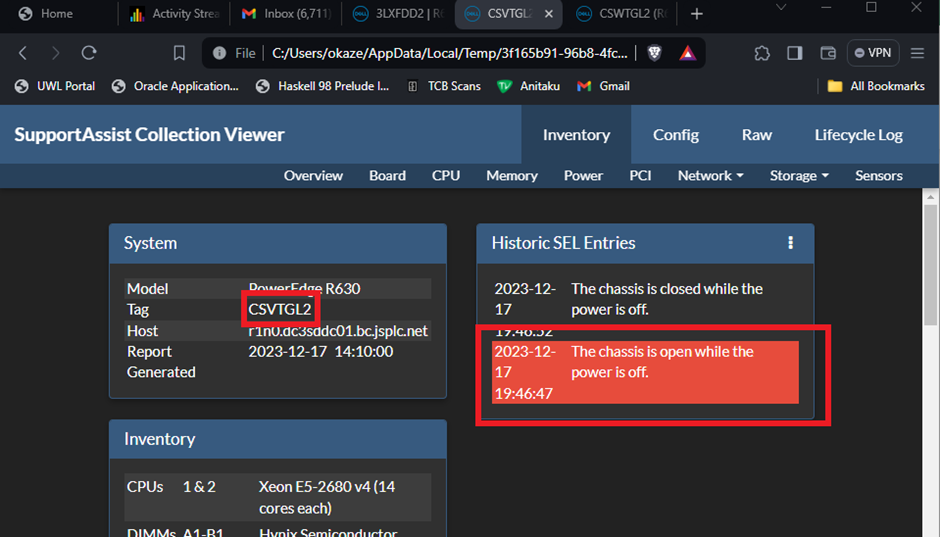 Home
Activity Strea
Inbox (6,711)
3LXFDD2 | R6
CSVTGL2
CSWTGL2 (R6
File
C:/Users/okaze/AppData/Local/Temp/3f165b91-96b8-4fc...
VPN
UWL Portal
Oracle Application...
Haskell 98 Prelude l...
TCB Scans
Anitaku
Gmail
All Bookmarks
SupportAssist Collection Viewer
Inventory
Config
Raw
Lifecycle Log
Overview
Board
CPU
Memory
Power
PCI
Network
Storage
Sensors
System
Model PowerEdge R630
Tag CSVTGL2
Host r1n0.dc3sddc01.bc.jsplc.net
Report 2023-12-17 14:10:00
Generated
Historic SEL Entries
2023-12- The chassis is closed while the
17 power is off.
19:46:52
2023-12- The chassis is open while the
17 power is off.
19:46:47
Inventory
CPUs 1 & 2 Xeon E5-2680 v4 (14
cores each)
DIMMs A1-B1 Hynix Semiconductor